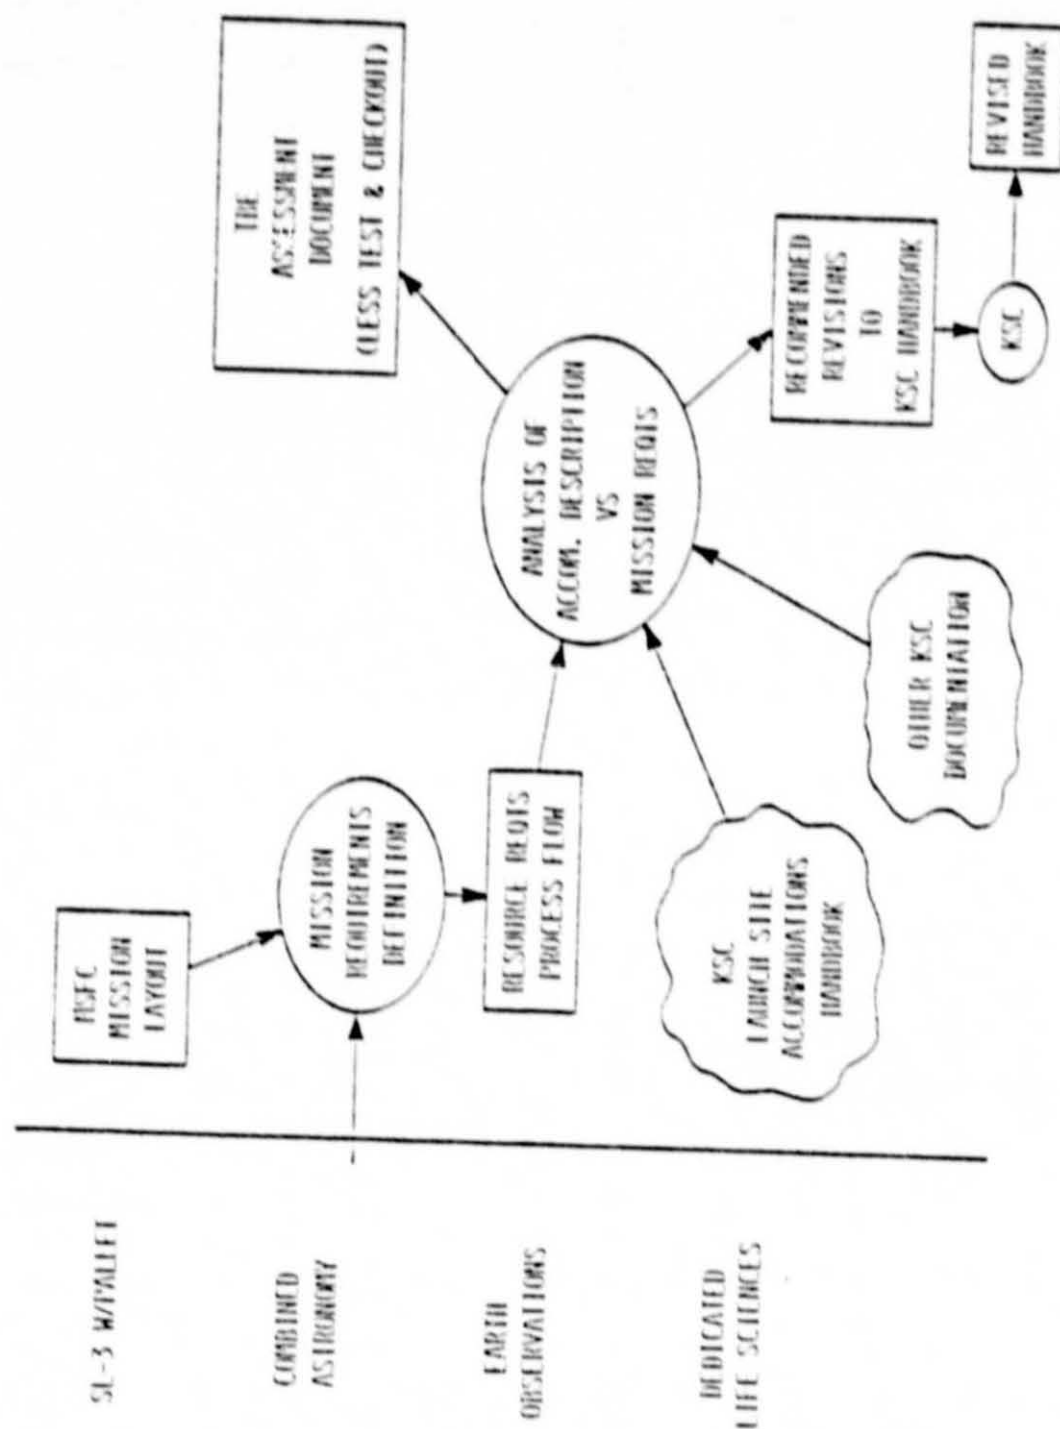 SL-3 W/PALLET
COMBINED
ASTRONOMY
EARTH
OBSERVATIONS
DEDICATED
LIFE SCIENCES
MSFC
MISSION
LAYOUT
MISSION
REQUIREMENTS
DEFINITION
RESOURCE REQTS
PROCESS FLOW
KSC
LAUNCH SITE
ACCOMMODATIONS
HANDBOOK
OTHER KSC
DOCUMENTATION
ANALYSIS OF
ACCOM. DESCRIPTION
VS
MISSION REQTS
TBE
ASSESSMENT
DOCUMENT
(LESS TEST & CHECKOUT)
RECOMMENDED
REVISIONS
TO
KSC HANDBOOK
KSC
REVISED
HANDBOOK